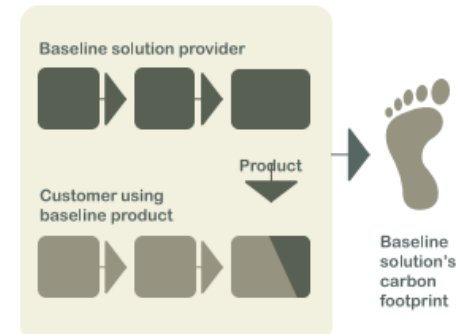 Baseline solution provider
Product
Customer using
baseline product
Baseline
solution's
carbon
footprint